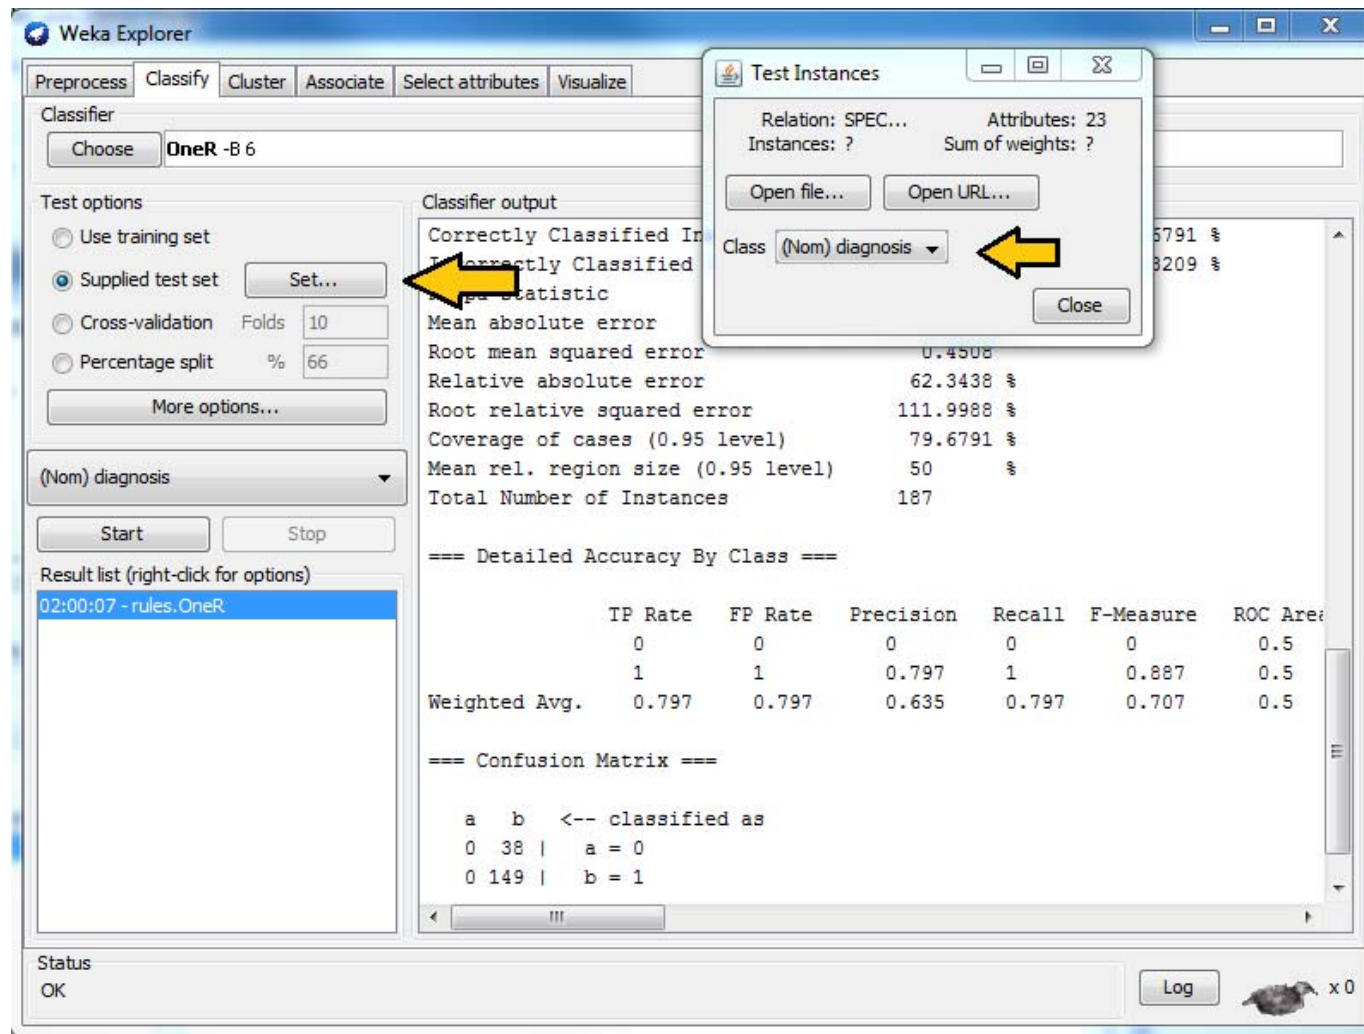 Weka Explorer
Preprocess Classify Cluster Associate Select attributes Visualize
Classifier
Choose OneR -B 6
Test options
Use training set
Supplied test set Set...
Cross-validation Folds 10
Percentage split % 66
More options...
(Nom) diagnosis
Start Stop
Result list (right-click for options)
02:00:07 - rules.OneR
Classifier output
Correctly Classified In 5791 %
Incorrectly Classified 3209 %
statistic
Mean absolute error
Root mean squared error 0.4508
Relative absolute error 62.3438 %
Root relative squared error 111.9988 %
Coverage of cases (0.95 level) 79.6791 %
Mean rel. region size (0.95 level) 50 %
Total Number of Instances 187
=== Detailed Accuracy By Class ===
TP Rate FP Rate Precision Recall F-Measure ROC Area
0 0 0 0 0 0.5
1 1 0.797 1 0.887 0.5
Weighted Avg. 0.797 0.797 0.635 0.797 0.707 0.5
=== Confusion Matrix ===
a b <-- classified as
0 38 | a = 0
0 149 | b = 1
Test Instances
Relation: SPEC... Attributes: 23
Instances: ? Sum of weights: ?
Open file... Open URL...
Class (Nom) diagnosis
Close
Status
OK
Log x 0